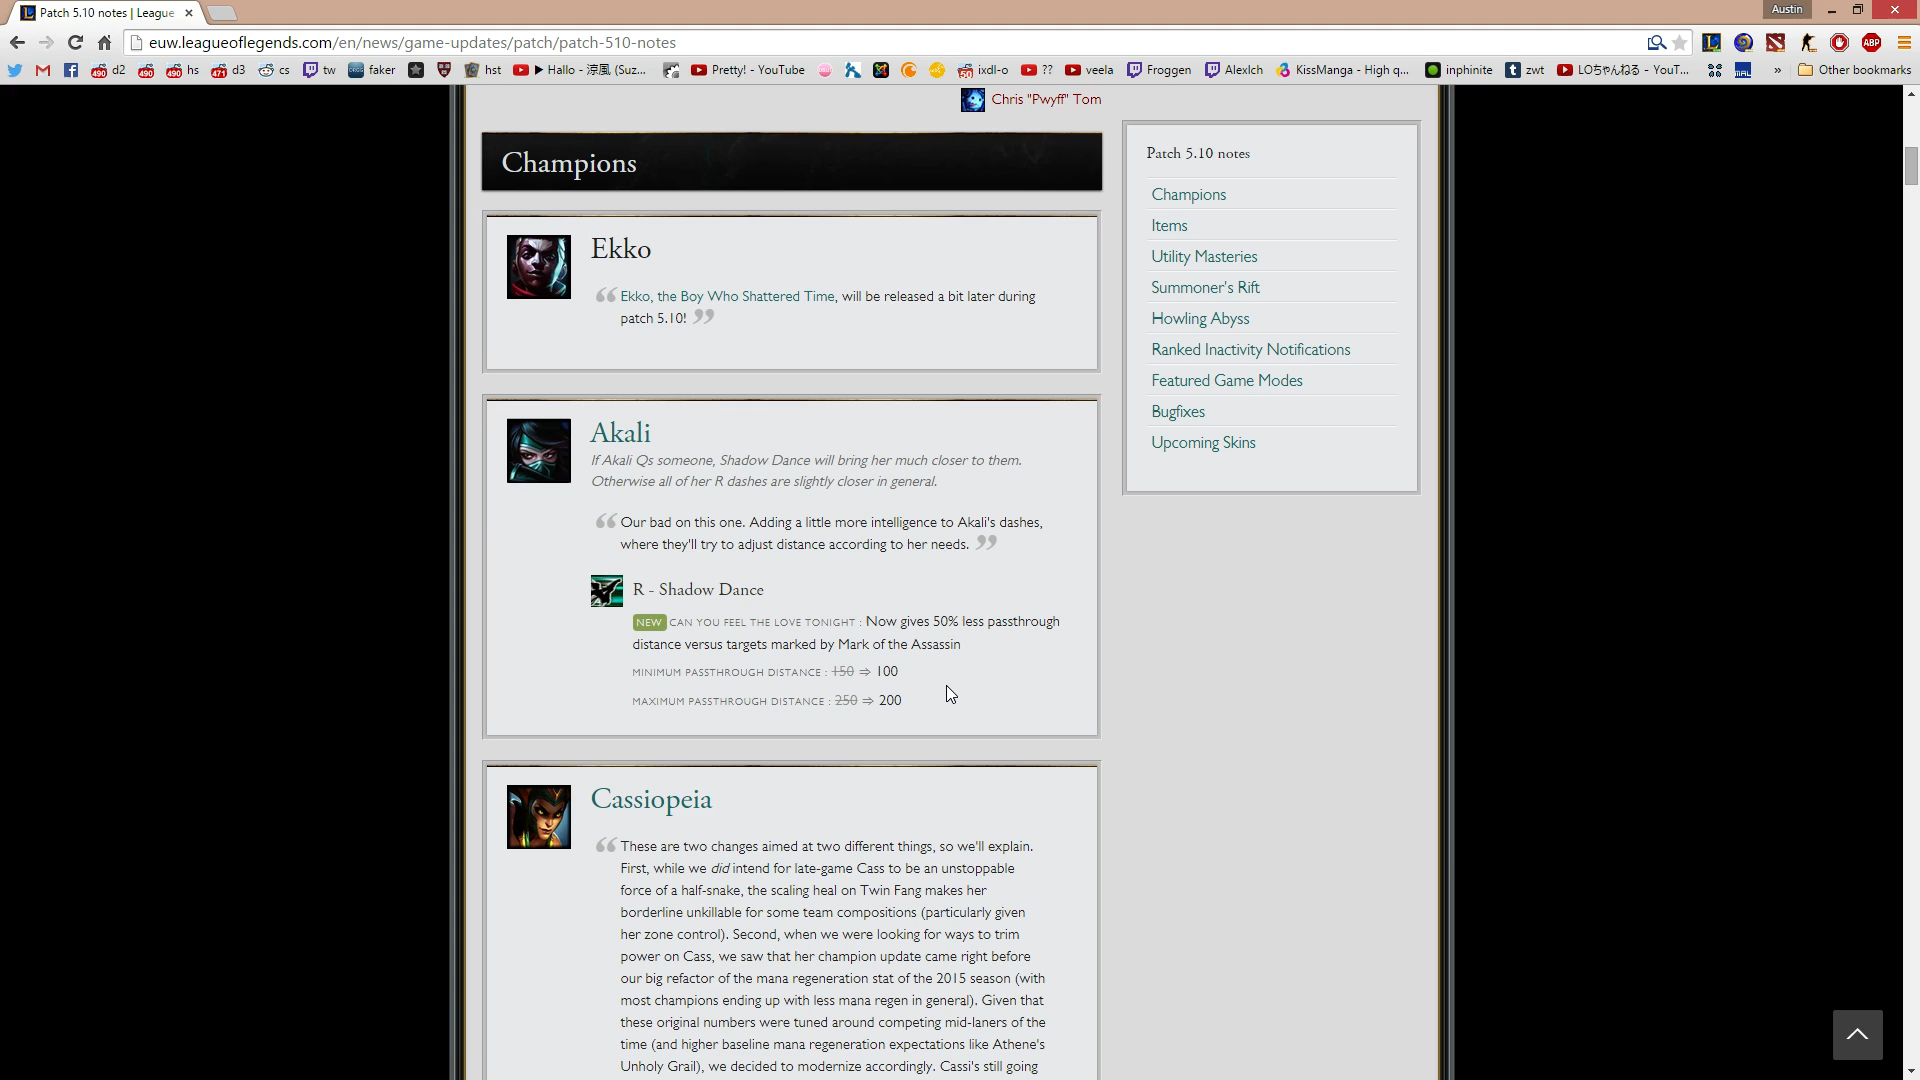 Patch 5.10 notes | League
Austin
euw.leagueoflegends.com/en/news/game-updates/patch/patch-510-notes
ABP
490 d2 490 490 hs 471 d3 cs tw faker hst ▶ Hallo - 涼風 (Suz... Pretty! - YouTube 50 ixdl-o ?? veela Froggen AlexIch KissManga - High q... inphinite zwt LOちゃんねる - YouT... MAL » Other bookmarks
Chris "Pwyff" Tom
Champions
Ekko
Ekko, the Boy Who Shattered Time, will be released a bit later during
patch 5.10!
Akali
If Akali Qs someone, Shadow Dance will bring her much closer to them.
Otherwise all of her R dashes are slightly closer in general.
Our bad on this one. Adding a little more intelligence to Akali's dashes,
where they'll try to adjust distance according to her needs.
R - Shadow Dance
NEW CAN YOU FEEL THE LOVE TONIGHT : Now gives 50% less passthrough
distance versus targets marked by Mark of the Assassin
MINIMUM PASSTHROUGH DISTANCE : 150 ⇒ 100
MAXIMUM PASSTHROUGH DISTANCE : 250 ⇒ 200
Cassiopeia
These are two changes aimed at two different things, so we'll explain.
First, while we did intend for late-game Cass to be an unstoppable
force of a half-snake, the scaling heal on Twin Fang makes her
borderline unkillable for some team compositions (particularly given
her zone control). Second, when we were looking for ways to trim
power on Cass, we saw that her champion update came right before
our big refactor of the mana regeneration stat of the 2015 season (with
most champions ending up with less mana regen in general). Given that
these original numbers were tuned around competing mid-laners of the
time (and higher baseline mana regeneration expectations like Athene's
Unholy Grail), we decided to modernize accordingly. Cassi's still going
Patch 5.10 notes
Champions
Items
Utility Masteries
Summoner's Rift
Howling Abyss
Ranked Inactivity Notifications
Featured Game Modes
Bugfixes
Upcoming Skins